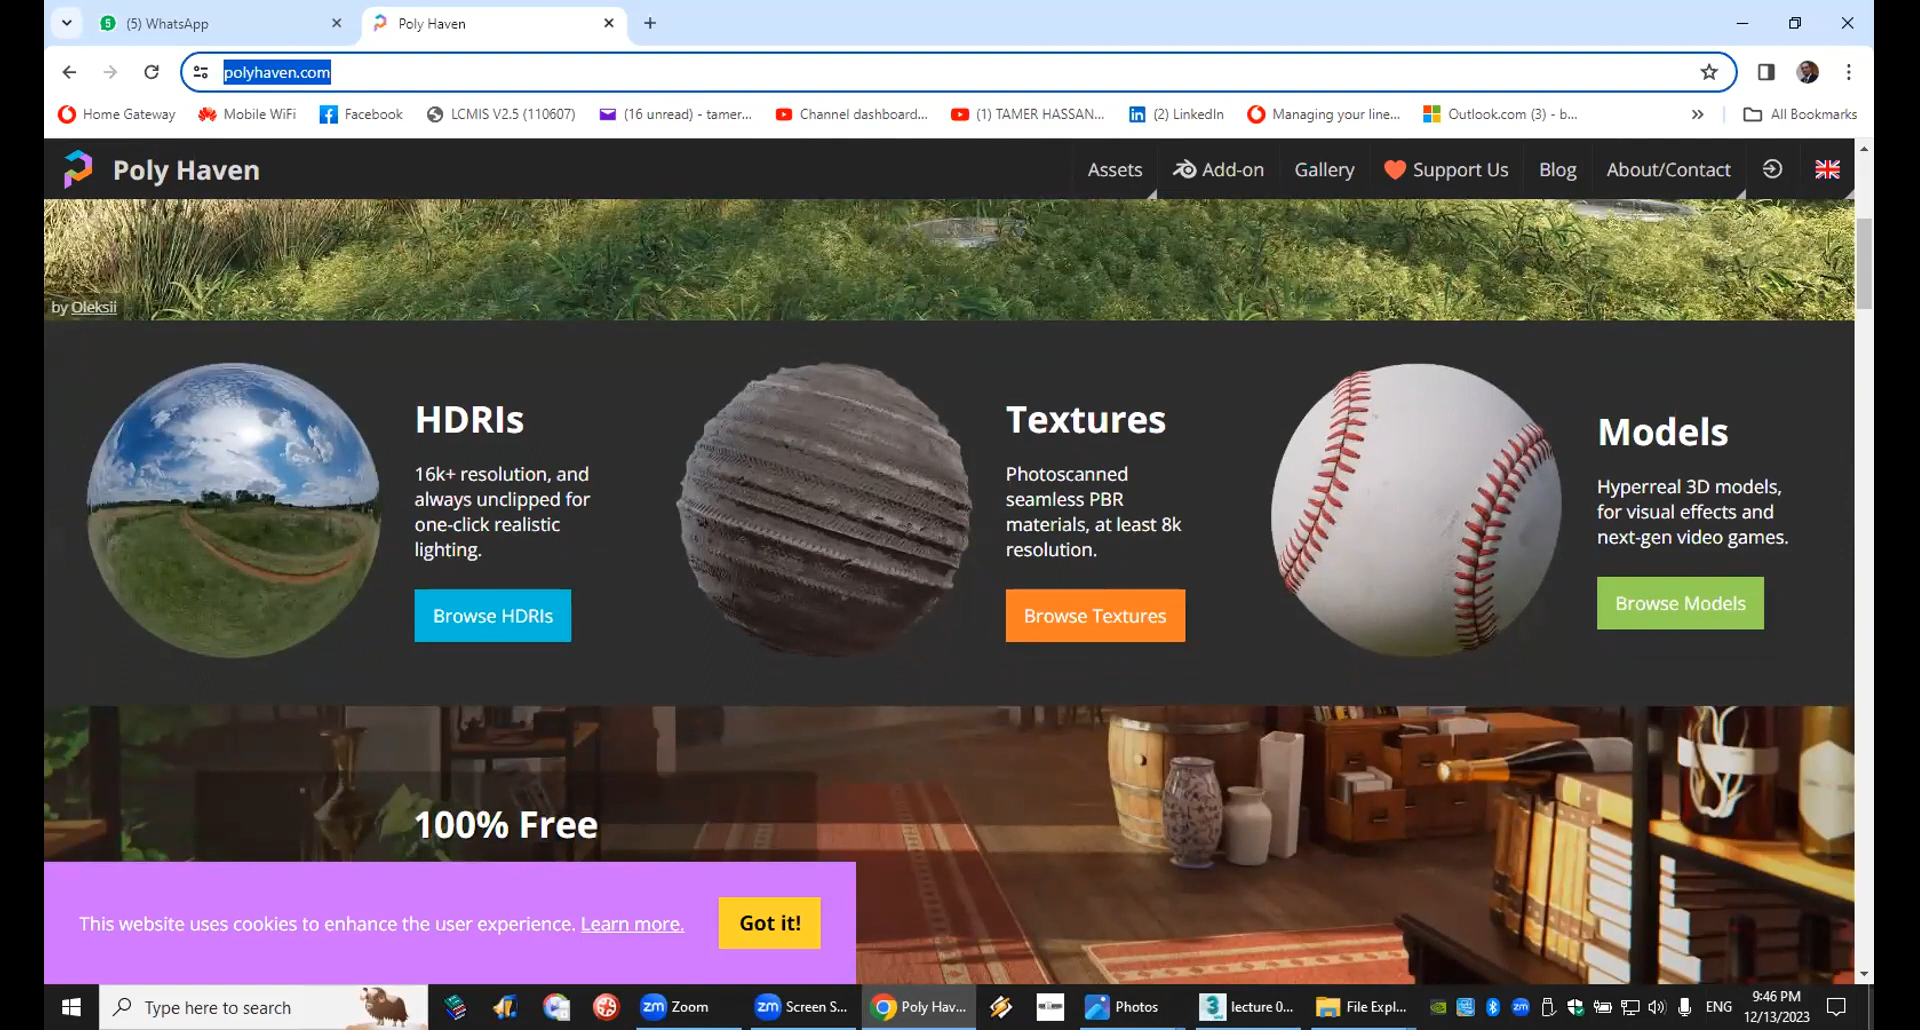 (5) WhatsApp
Poly Haven
polyhaven.com
Home Gateway
Mobile WiFi
Facebook
LCMIS V2.5 (110607)
(16 unread) - tamer...
Channel dashboard...
(1) TAMER HASSAN...
(2) LinkedIn
Managing your line...
Outlook.com (3) - b...
»
All Bookmarks
Poly Haven
Assets
Add-on
Gallery
Support Us
Blog
About/Contact
by Oleksii
HDRIs
16k+ resolution, and
always unclipped for
one-click realistic
lighting.
Browse HDRIs
Textures
Photoscanned
seamless PBR
materials, at least 8k
resolution.
Browse Textures
Models
Hyperreal 3D models,
for visual effects and
next-gen video games.
Browse Models
100% Free
This website uses cookies to enhance the user experience. Learn more.
Got it!
Type here to search
zm Zoom
zm Screen S...
Poly Hav...
Photos
3 lecture 0...
File Expl...
zm
ENG
9:46 PM
12/13/2023